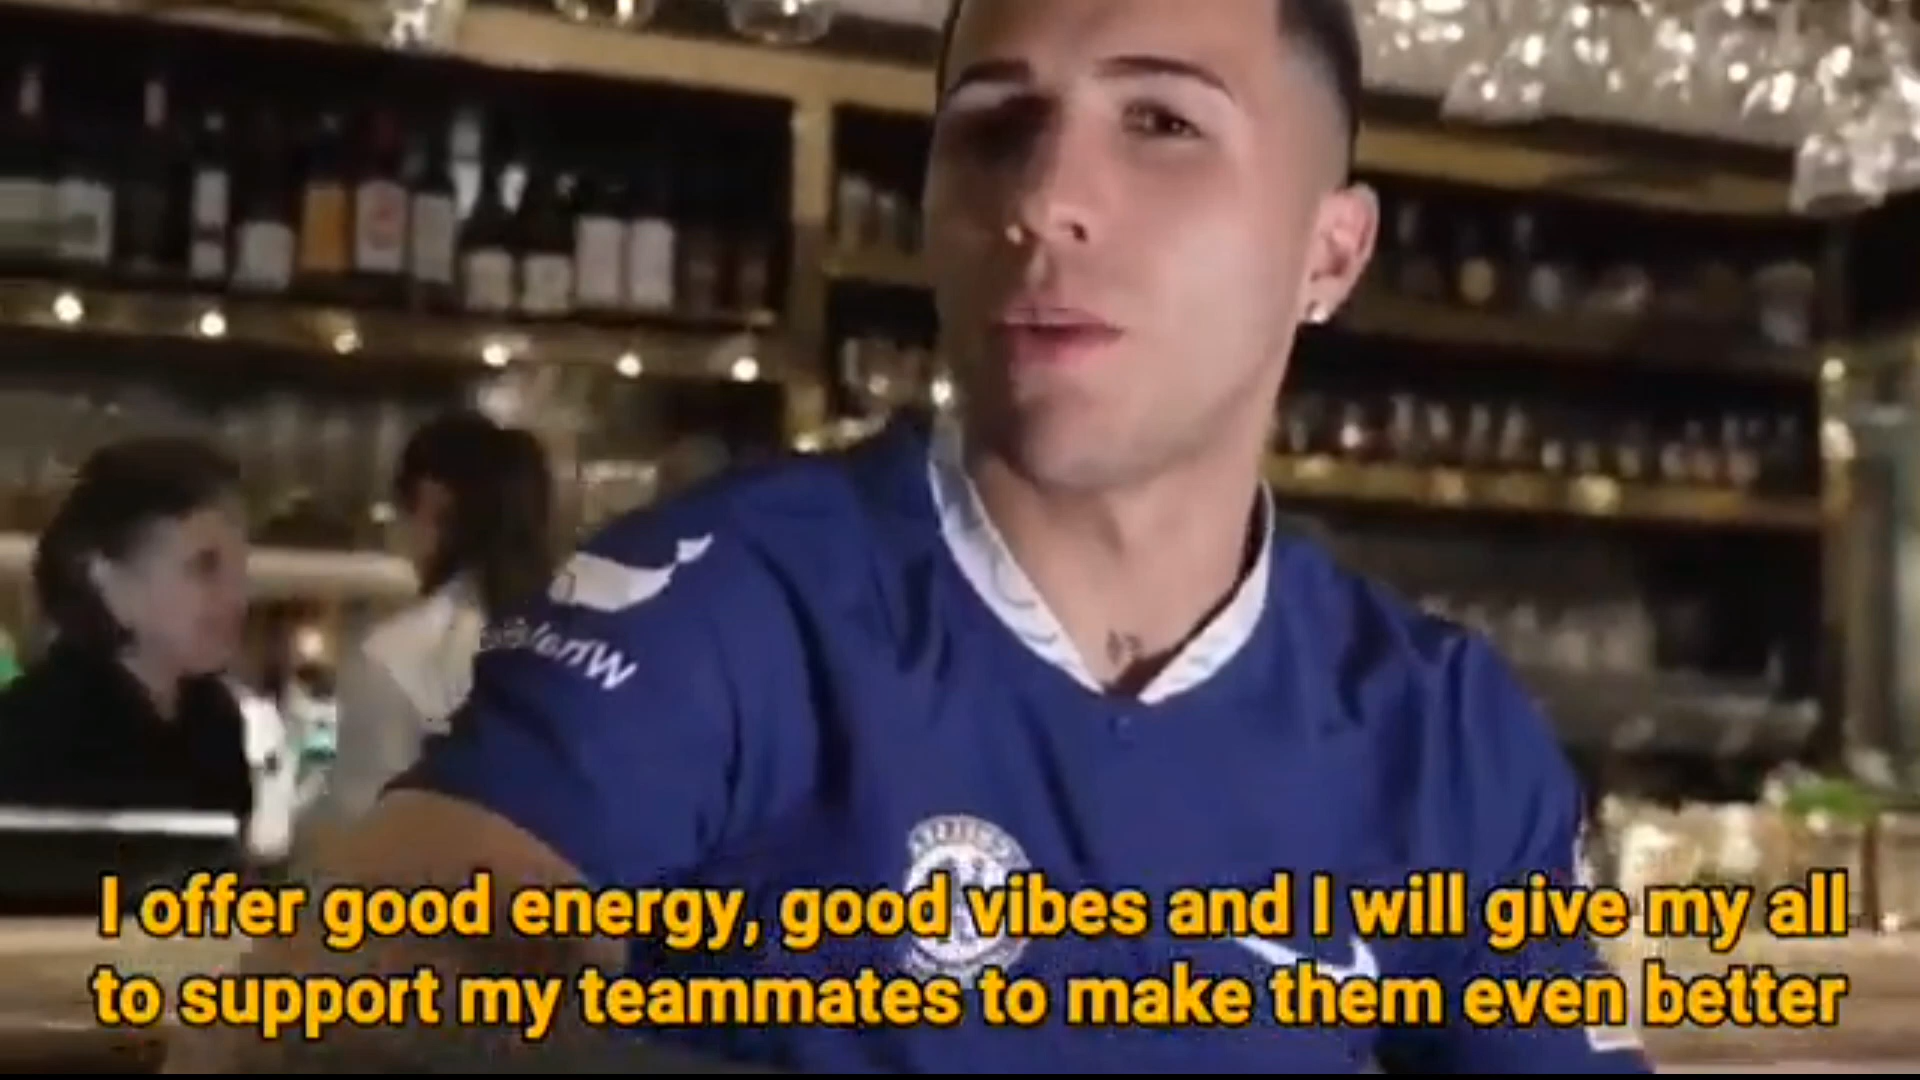 I offer good energy, good vibes and I will give my all
to support my teammates to make them even better